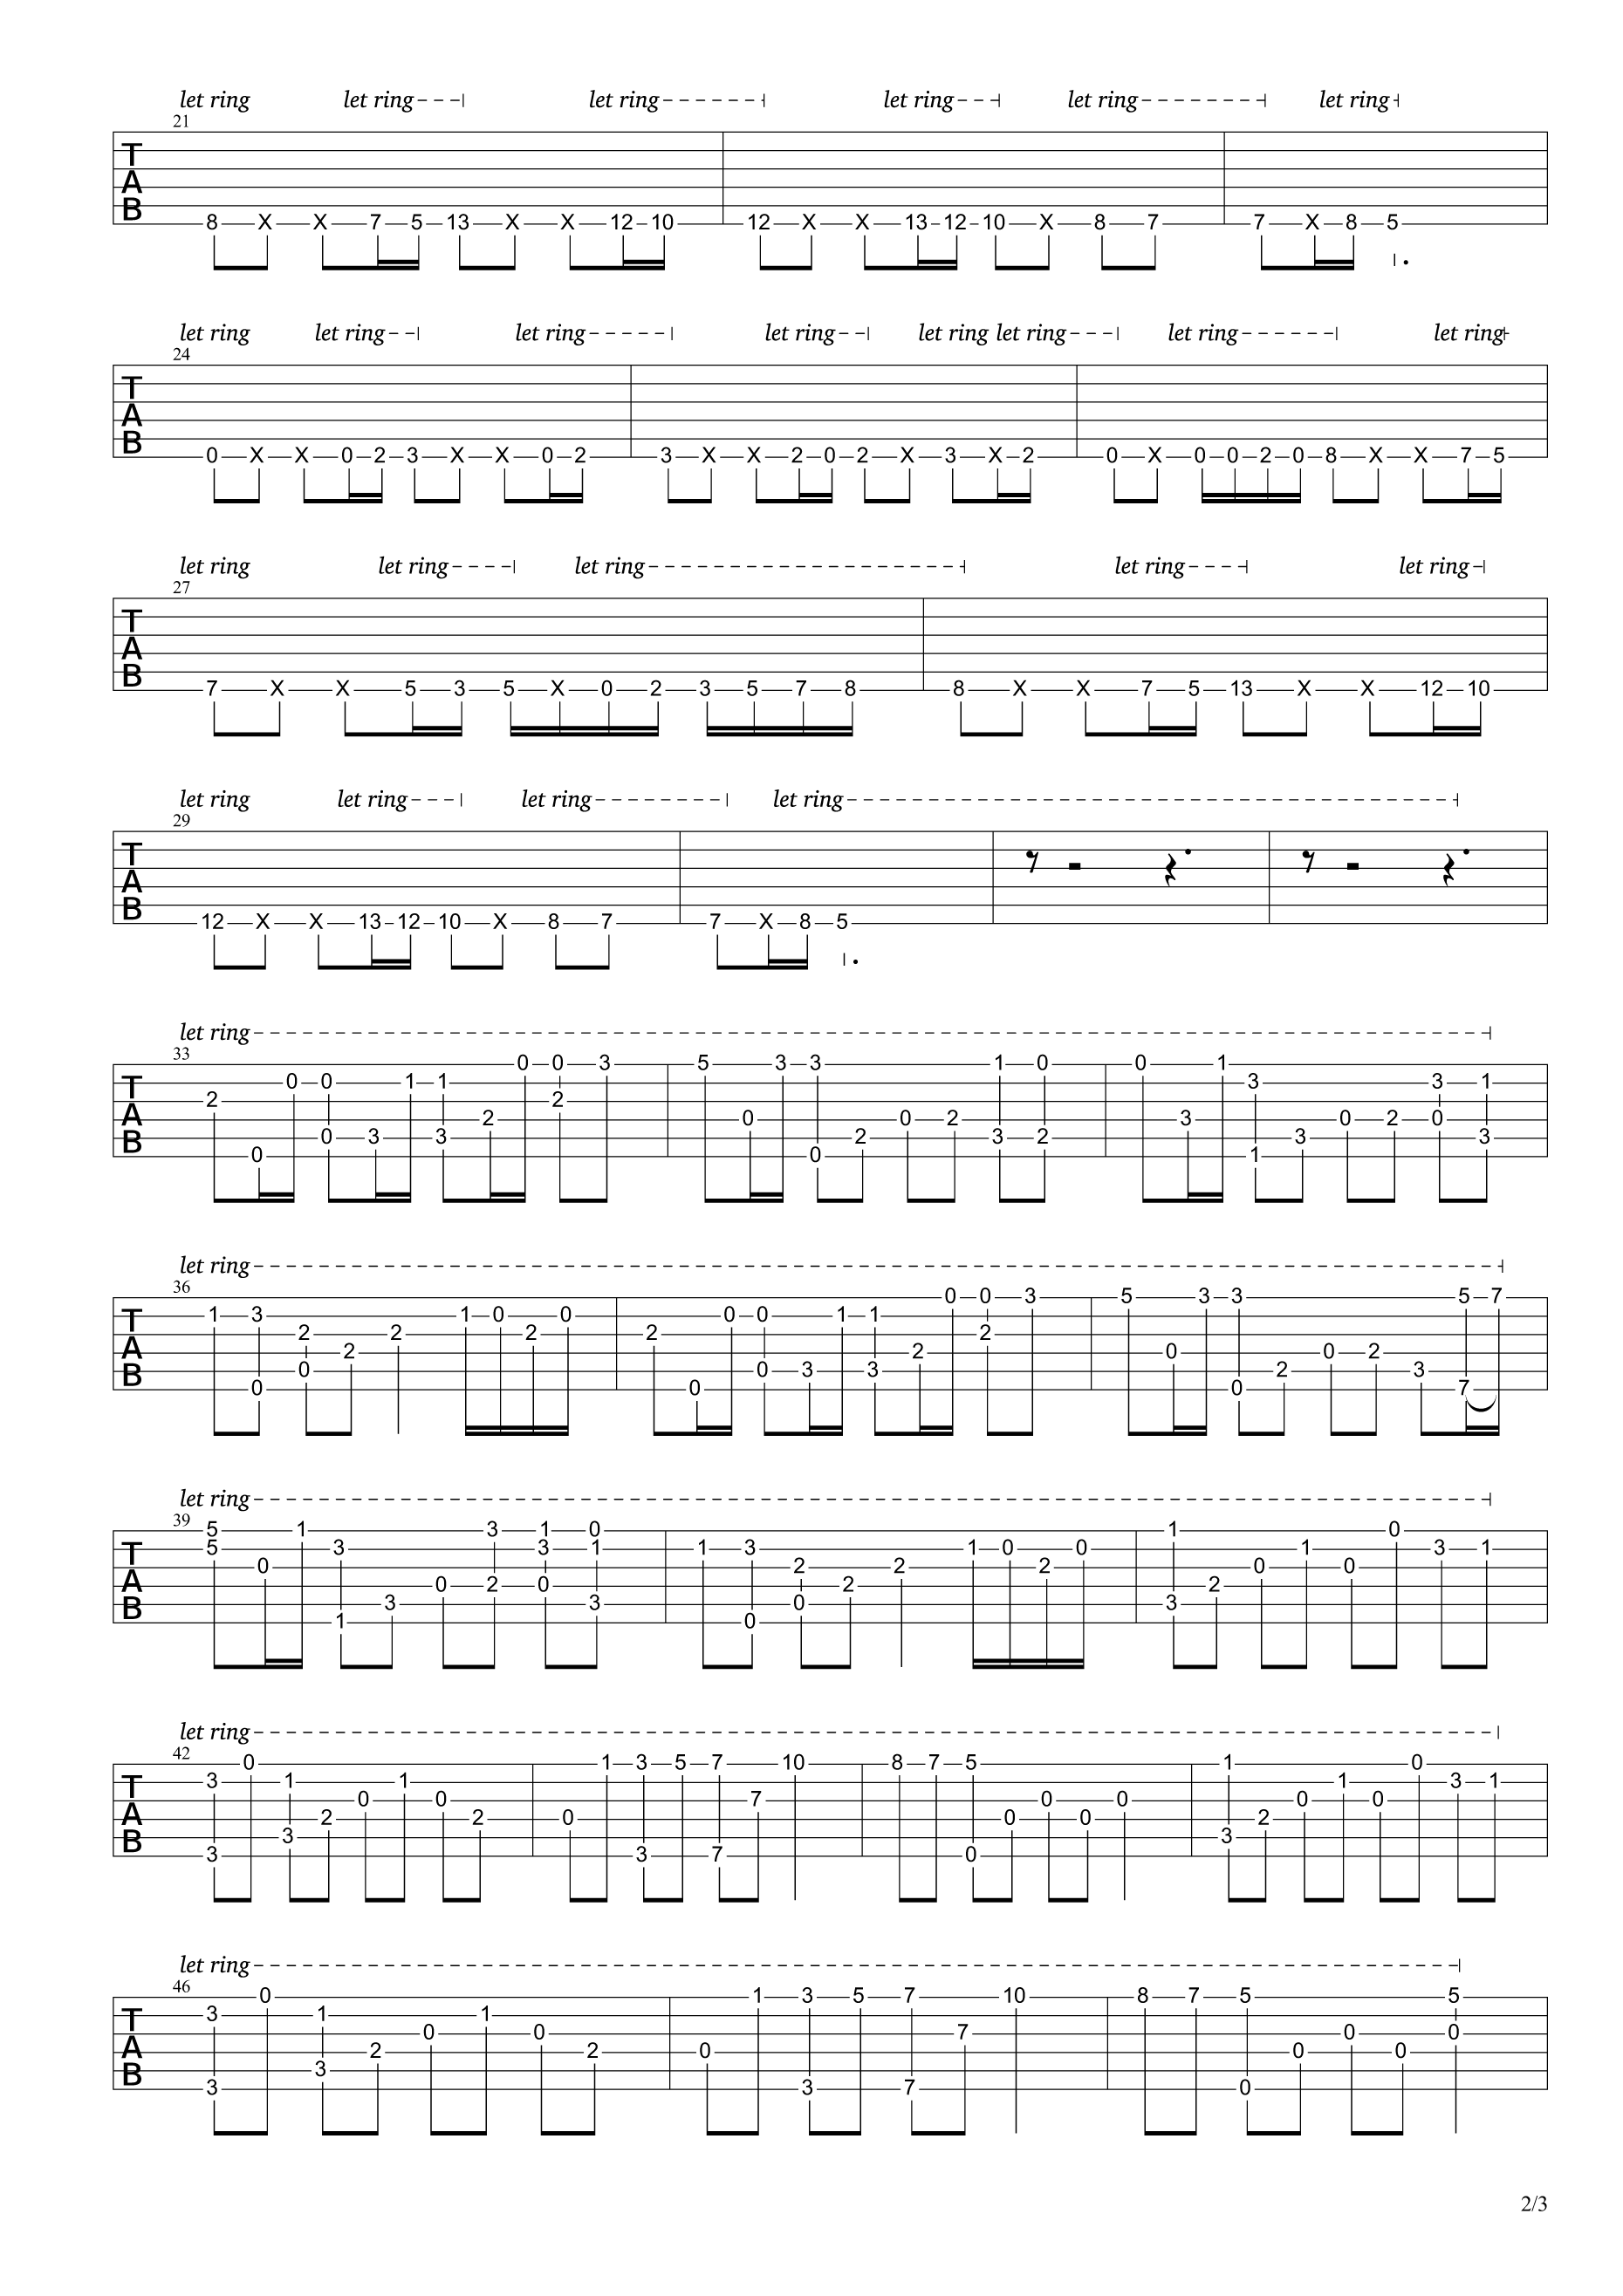 let ring let ring let ring let ring let ring let ring
21
T
A
B
8 X X 7 5 13 X X 12 10 12 X X 13 12 10 X 8 7 7 X 8 5
let ring let ring let ring let ring let ring let ring let ring let ring
24
T
A
B
0 X X 0 2 3 X X 0 2 3 X X 2 0 2 X 3 X 2 0 X 0 0 2 0 8 X X 7 5
let ring let ring let ring let ring let ring
27
T
A
B
7 X X 5 3 5 X 0 2 3 5 7 8 8 X X 7 5 13 X X 12 10
let ring let ring let ring let ring
29
T
A
B
12 X X 13 12 10 X 8 7 7 X 8 5
let ring
33
0 0 3 5 3 3 1 0 0 1
T
0 0 1 1 3 3 1
2 2
A
2 0 0 2 3 0 2 0
B
0 3 3 2 3 2 3 3
0 0 1
let ring
36
0 0 3 5 3 3 5 7
T
1 3 1 0 0 0 0 1 1
2 2 2 2 2
A
2 2 0 0 2
B
0 0 3 3 2 3
0 0 0 7
let ring
39
5 1 3 1 0 1 0
T
5 3 3 1 1 3 1 0 0 1 3 1
0 2 2 2 0 0
A
0 2 0 2 2
B
3 3 0 3
1 0
let ring
42
0 1 3 5 7 10 8 7 5 1 0
T
3 1 1 1 3 1
0 0 7 0 0 0 0
A
2 2 0 0 0 2
B
3 3
3 3 7 0
let ring
46
0 1 3 5 7 10 8 7 5 5
T
3 1 1
0 0 7 0 0
A
2 2 0 0 0
B
3
3 3 7 0
2/3